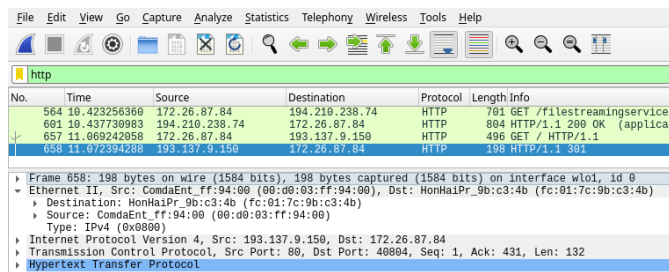 File Edit View Go Capture Analyze Statistics Telephony Wireless Tools Help
http
No. Time Source Destination Protocol Length Info
564 10.423256360 172.26.87.84 194.210.238.74 HTTP 701 GET /filestreamingservice
601 10.437730983 194.210.238.74 172.26.87.84 HTTP 804 HTTP/1.1 200 OK (applica
657 11.069242058 172.26.87.84 193.137.9.150 HTTP 496 GET / HTTP/1.1
658 11.072394288 193.137.9.150 172.26.87.84 HTTP 198 HTTP/1.1 301
Frame 658: 198 bytes on wire (1584 bits), 198 bytes captured (1584 bits) on interface wlo1, id 0
Ethernet II, Src: ComdaEnt_ff:94:00 (00:d0:03:ff:94:00), Dst: HonHaiPr_9b:c3:4b (fc:01:7c:9b:c3:4b)
Destination: HonHaiPr_9b:c3:4b (fc:01:7c:9b:c3:4b)
Source: ComdaEnt_ff:94:00 (00:d0:03:ff:94:00)
Type: IPv4 (0x0800)
Internet Protocol Version 4, Src: 193.137.9.150, Dst: 172.26.87.84
Transmission Control Protocol, Src Port: 80, Dst Port: 40804, Seq: 1, Ack: 431, Len: 132
Hypertext Transfer Protocol